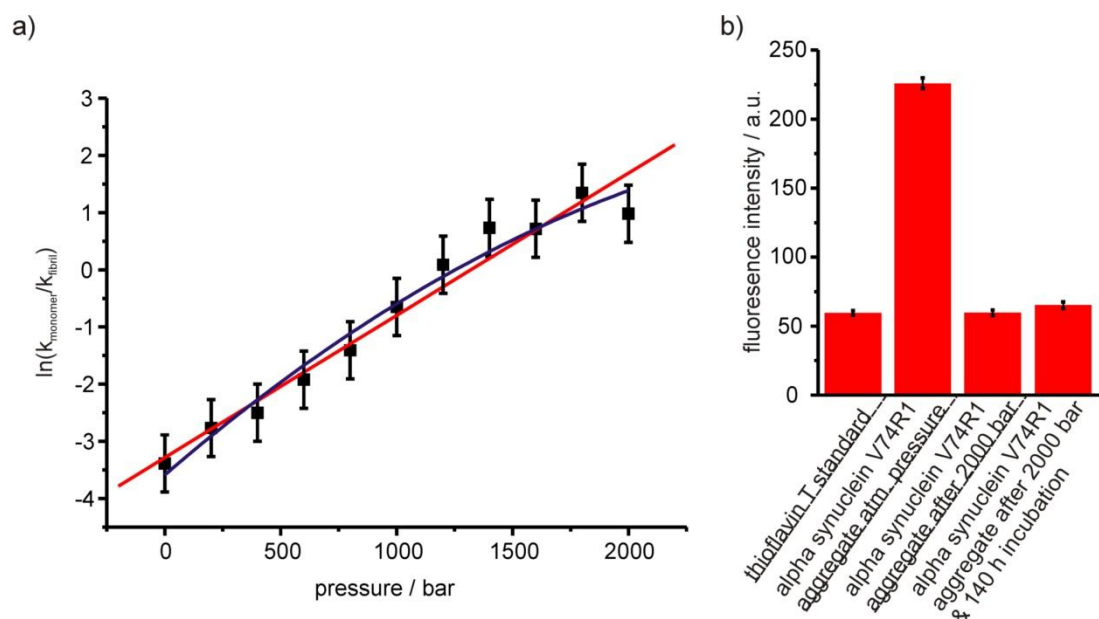 a)
b)
3
2
1
0
-1
-2
-3
-4
ln(kmonomer/kfibril)
0
500
1000
1500
2000
pressure / bar
250
200
150
100
50
0
fluoresence intensity / a.u.
thioflavin T standard
alpha synuclein V74R1
aggregate atm. pressure
alpha synuclein V74R1
aggregate after 2000 bar
alpha synuclein V74R1
aggregate after 2000 bar
& 140 h incubation